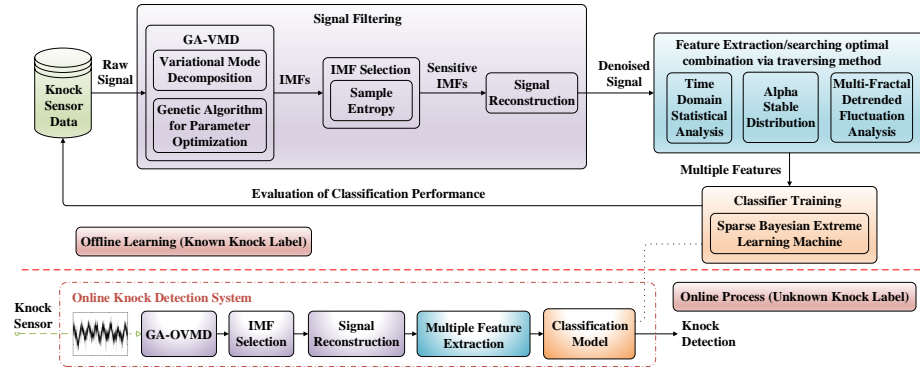 Signal Filtering
GA-VMD
Variational Mode
Decomposition
Genetic Algorithm
for Parameter
Optimization
Knock
Sensor
Data
Raw
Signal
IMFs
IMF Selection
Sample
Entropy
Sensitive
IMFs
Signal
Reconstruction
Denoised
Signal
Feature Extraction/searching optimal
combination via traversing method
Time
Domain
Statistical
Analysis
Alpha
Stable
Distribution
Multi-Fractal
Detrended
Fluctuation
Analysis
Multiple Features
Evaluation of Classification Performance
Classifier Training
Sparse Bayesian Extreme
Learning Machine
Offline Learning (Known Knock Label)
Online Knock Detection System
Online Process (Unknown Knock Label)
Knock
Sensor
GA-OVMD
IMF
Selection
Signal
Reconstruction
Multiple Feature
Extraction
Classification
Model
Knock
Detection